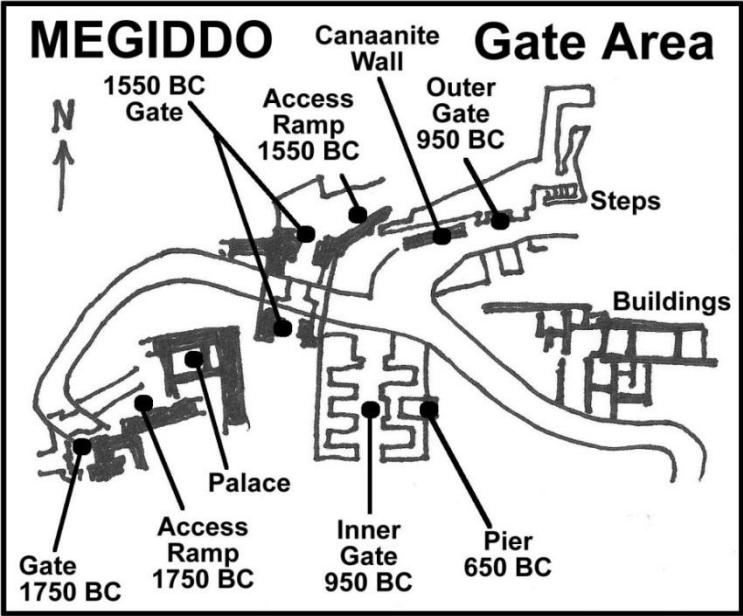 MEGIDDO
Gate Area
Canaanite
Wall
1550 BC
Gate
Access
Ramp
1550 BC
Outer
Gate
950 BC
N
Steps
Buildings
Palace
Gate
1750 BC
Access
Ramp
1750 BC
Inner
Gate
950 BC
Pier
650 BC